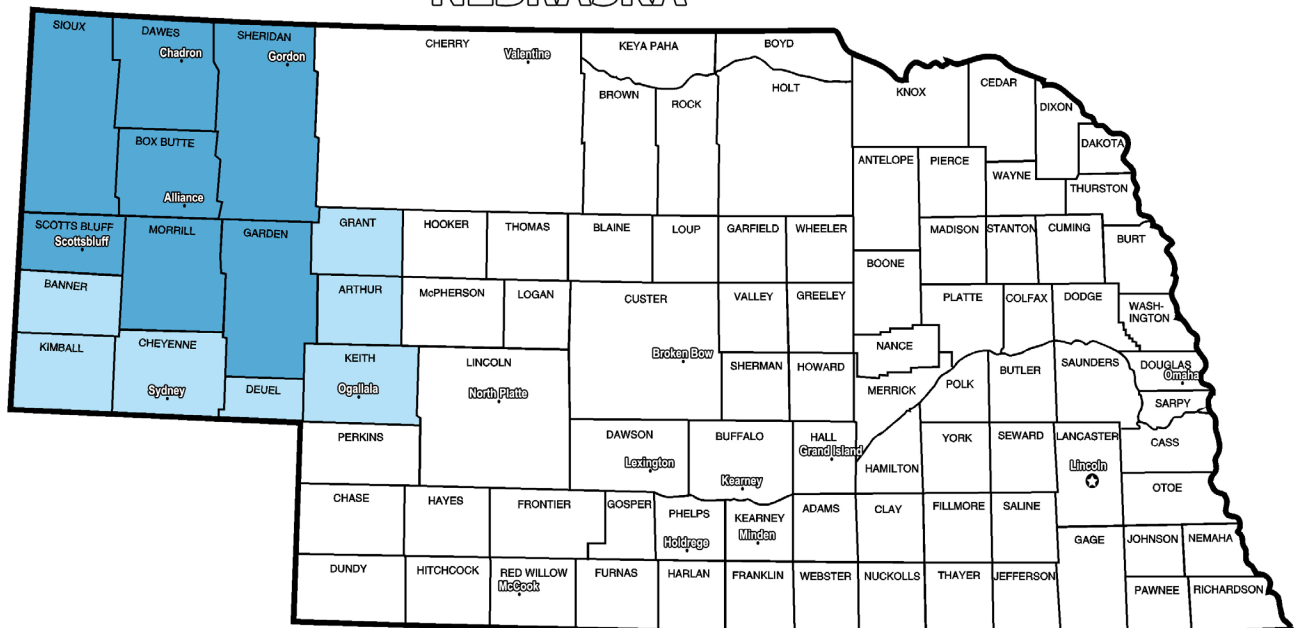 NEBRASKA
SIOUX
DAWES
Chadron
SHERIDAN
Gordon
CHERRY
Valentine
KEYA PAHA
BOYD
BROWN
ROCK
HOLT
KNOX
CEDAR
DIXON
DAKOTA
BOX BUTTE
Alliance
ANTELOPE
PIERCE
WAYNE
THURSTON
SCOTTS BLUFF
Scottsbluff
MORRILL
GARDEN
GRANT
HOOKER
THOMAS
BLAINE
LOUP
GARFIELD
WHEELER
MADISON
STANTON
CUMING
BURT
BANNER
ARTHUR
McPHERSON
LOGAN
CUSTER
Broken Bow
VALLEY
GREELEY
BOONE
PLATTE
COLFAX
DODGE
WASH-
INGTON
KIMBALL
CHEYENNE
Sydney
DEUEL
KEITH
Ogallala
LINCOLN
North Platte
SHERMAN
HOWARD
NANCE
MERRICK
POLK
BUTLER
SAUNDERS
DOUGLAS
Omaha
SARPY
PERKINS
DAWSON
Lexington
BUFFALO
Kearney
HALL
Grand Island
HAMILTON
YORK
SEWARD
LANCASTER
Lincoln
CASS
OTOE
CHASE
HAYES
FRONTIER
GOSPER
PHELPS
Holdrege
KEARNEY
Minden
ADAMS
CLAY
FILLMORE
SALINE
GAGE
JOHNSON
NEMAHA
DUNDY
HITCHCOCK
RED WILLOW
McCook
FURNAS
HARLAN
FRANKLIN
WEBSTER
NUCKOLLS
THAYER
JEFFERSON
PAWNEE
RICHARDSON